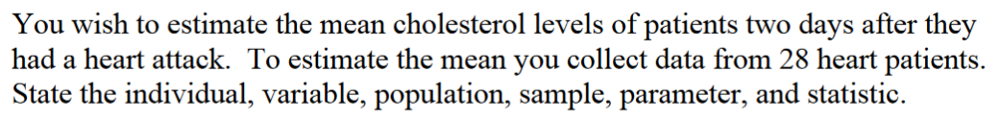 You wish to estimate the mean cholesterol levels of patients two days after they
had a heart attack.  To estimate the mean you collect data from 28 heart patients.
State the individual, variable, population, sample, parameter, and statistic.